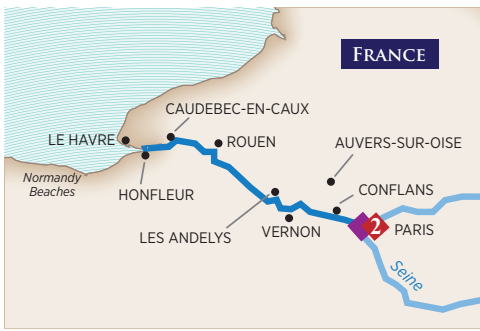 FRANCE
CAUDEBEC-EN-CAUX
LE HAVRE
ROUEN
AUVERS-SUR-OISE
Normandy
Beaches
HONFLEUR
CONFLANS
LES ANDELYS
VERNON
2
PARIS
Seine